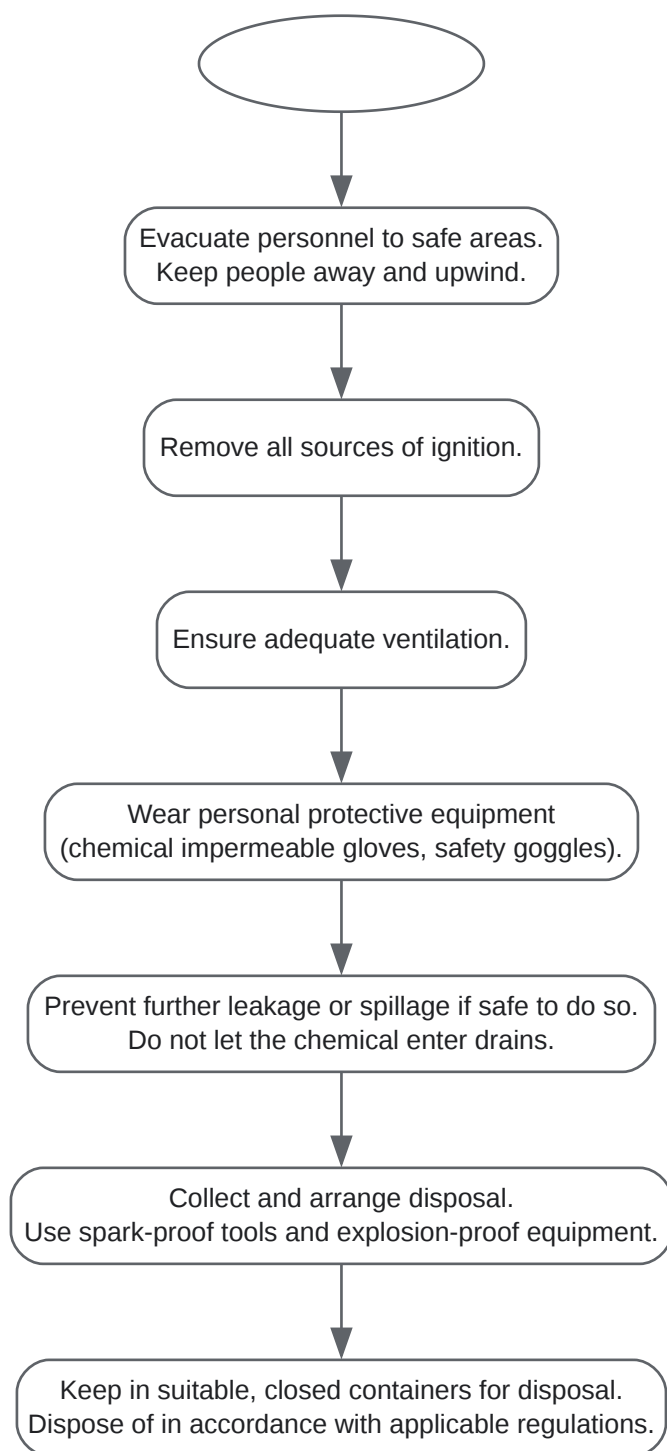 Evacuate personnel to safe areas.
Keep people away and upwind.
Remove all sources of ignition.
Ensure adequate ventilation.
Wear personal protective equipment
(chemical impermeable gloves, safety goggles).
Prevent further leakage or spillage if safe to do so.
Do not let the chemical enter drains.
Collect and arrange disposal.
Use spark-proof tools and explosion-proof equipment.
Keep in suitable, closed containers for disposal.
Dispose of in accordance with applicable regulations.